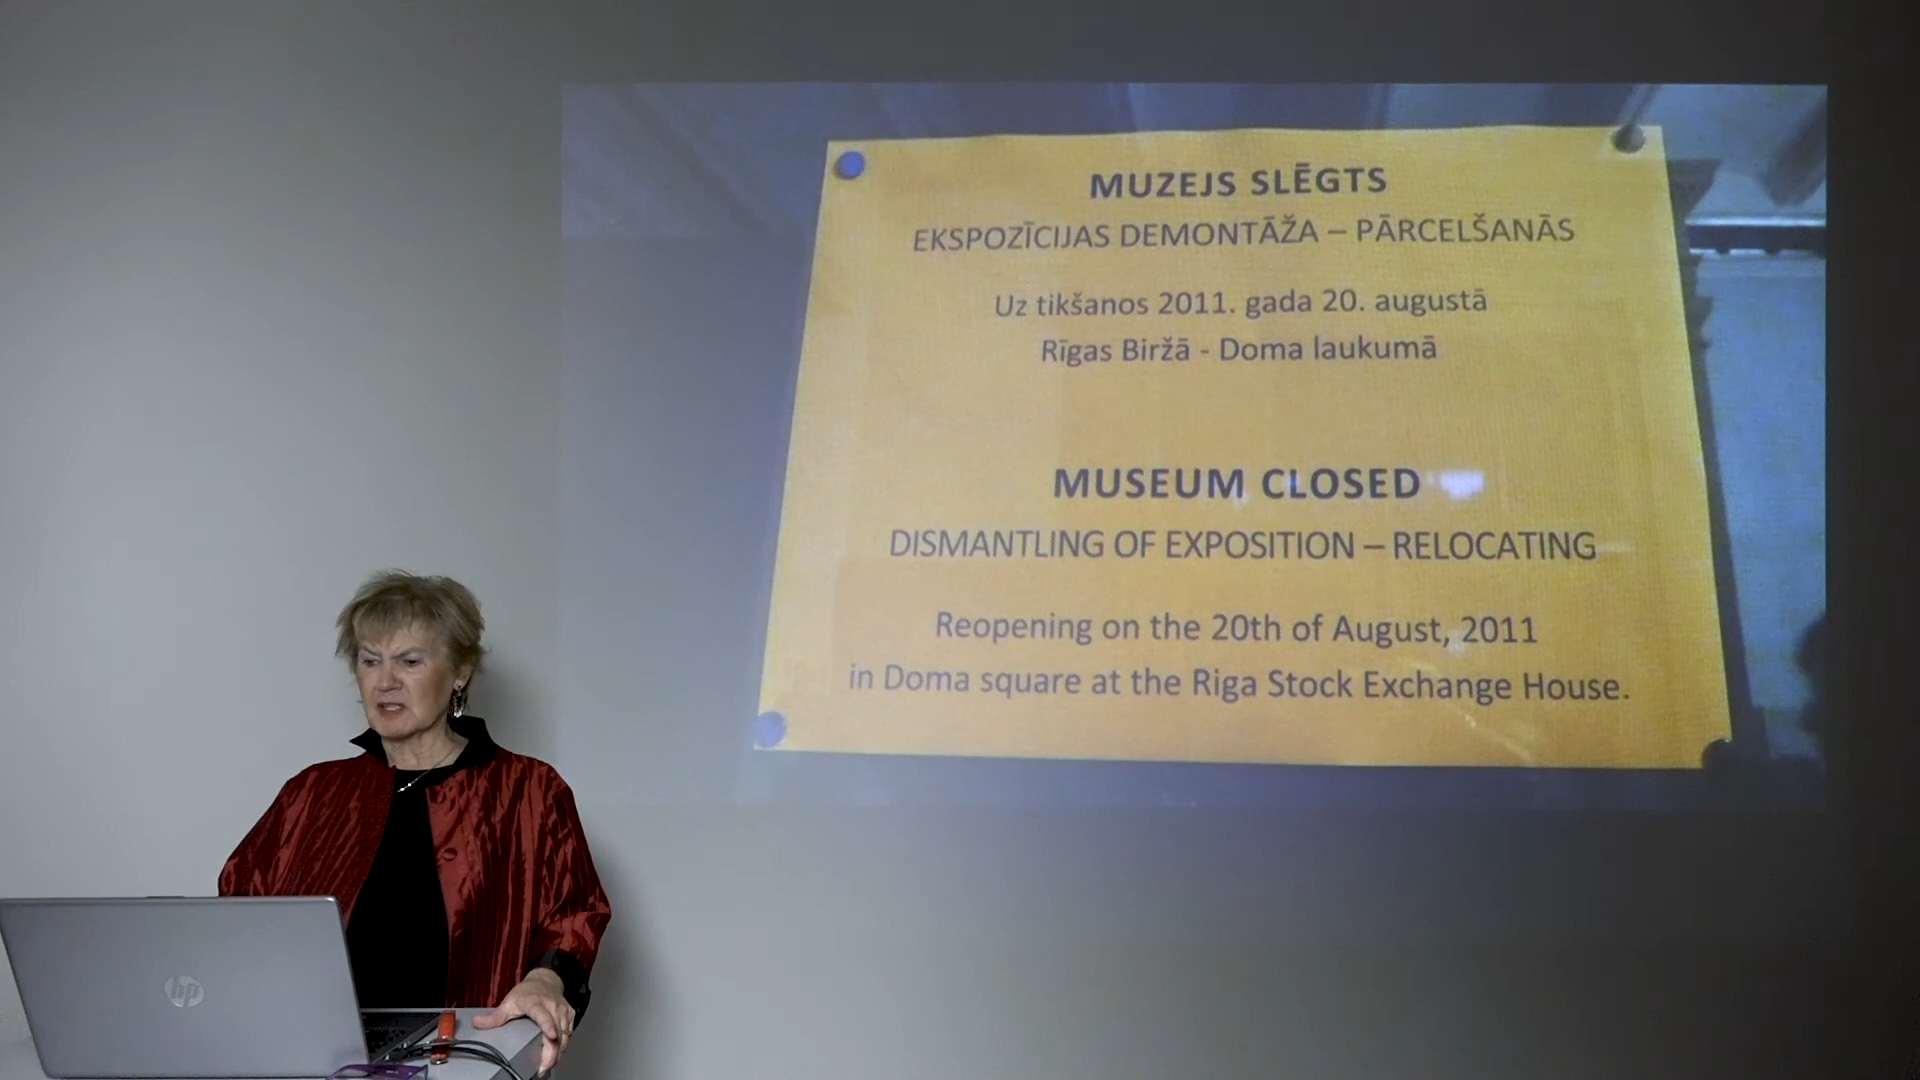 MUZEJS SLĒGTS
EKSPOZĪCIJAS DEMONTĀŽA – PĀRCELŠANĀS
Uz tikšanos 2011. gada 20. augustā
Rīgas Biržā - Doma laukumā
MUSEUM CLOSED
DISMANTLING OF EXPOSITION – RELOCATING
Reopening on the 20th of August, 2011
in Doma square at the Riga Stock Exchange House.
hp